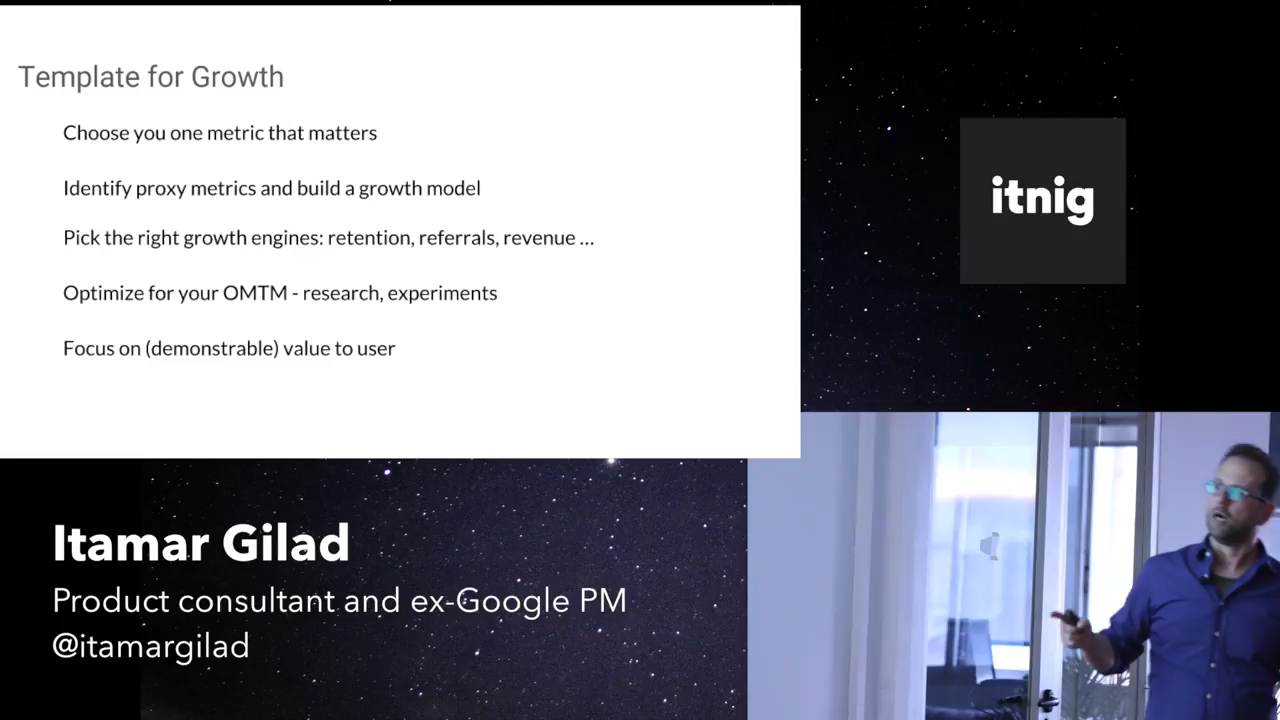 Template for Growth
Choose you one metric that matters
Identify proxy metrics and build a growth model
Pick the right growth engines: retention, referrals, revenue ...
Optimize for your OMTM - research, experiments
Focus on (demonstrable) value to user
itnig
Itamar Gilad
Product consultant and ex-Google PM
@itamargilad